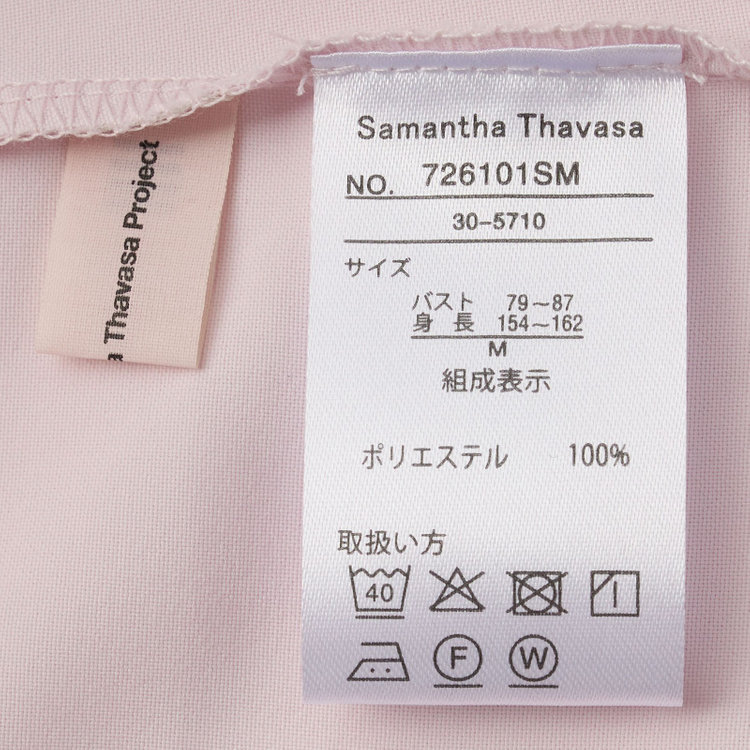 Samantha Thavasa
NO. 726101SM
30-5710
サイズ
バスト 79～87
身長 154～162
M
組成表示
ポリエステル 100%
取扱い方
40
F W
a Thavasa Project